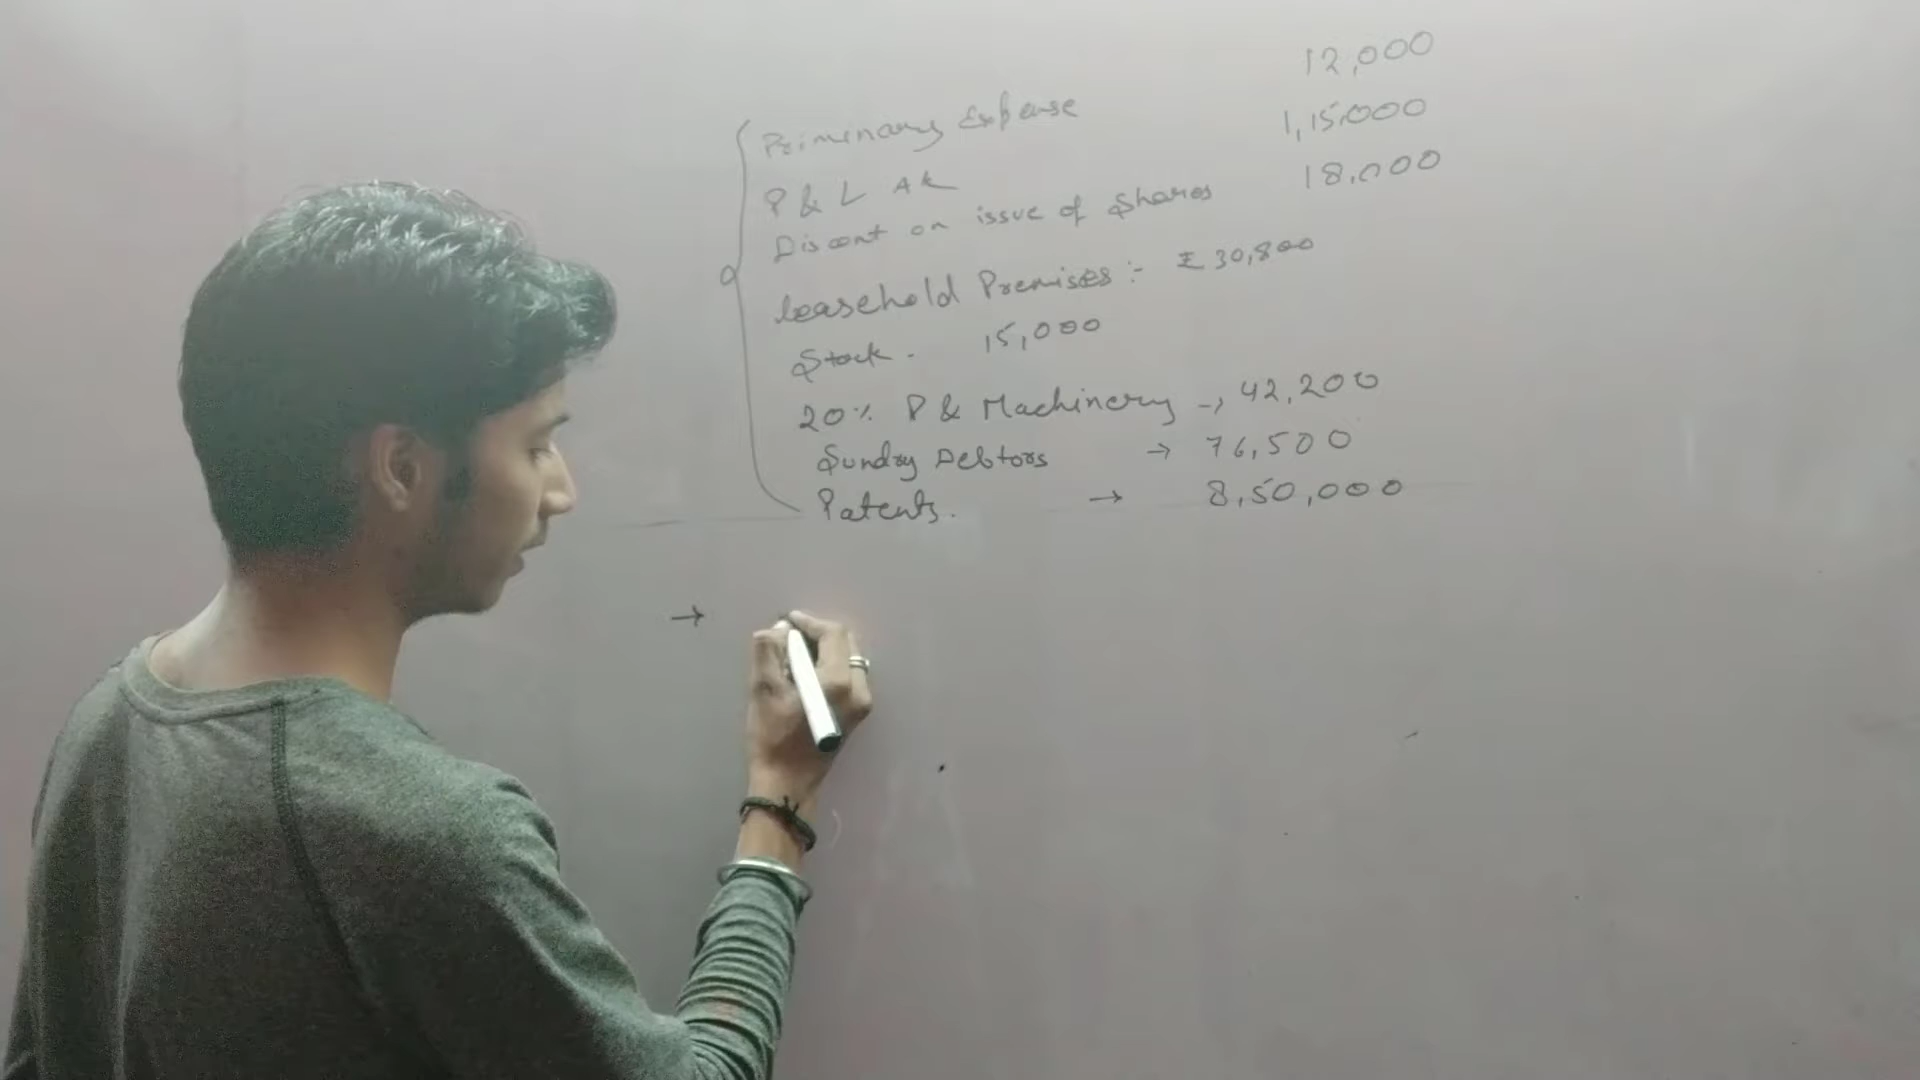 Priminary Expense 12,000
P & L A/c 1,15,000
Discont on issue of shares 18,000
leasehold Premises :- ₹ 30,800
Stock - 15,000
20% P & Machinery → 42,200
Sundry Debtors → 76,500
Patents. → 8,50,000
→